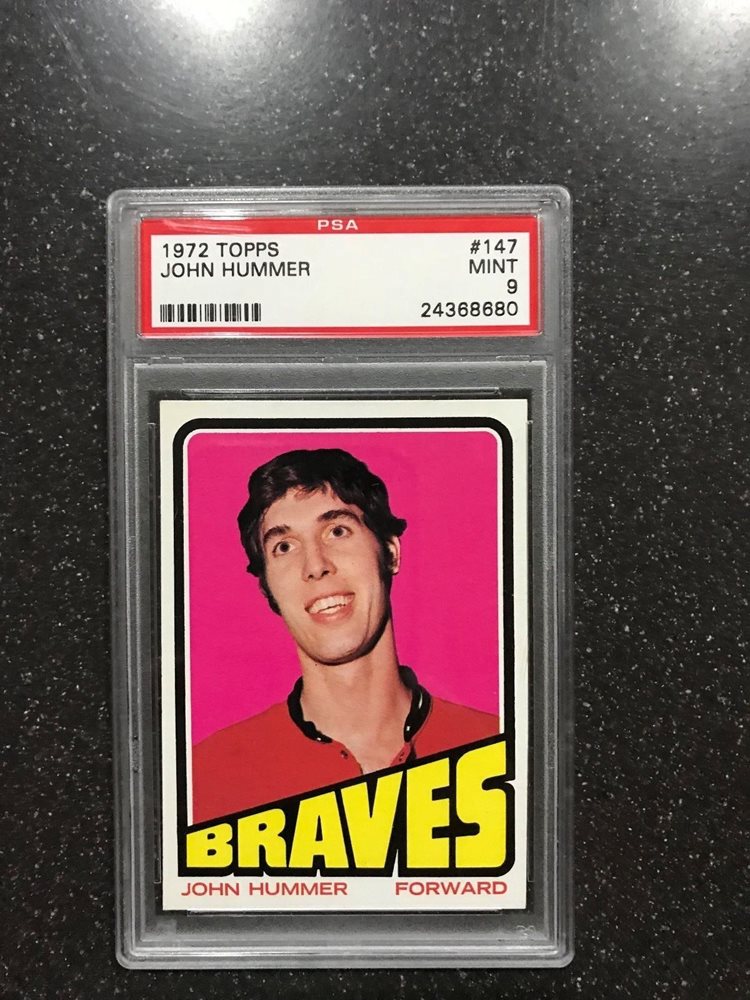 PSA
1972 TOPPS #147
JOHN HUMMER MINT
9
24368680
BRAVES
JOHN HUMMER FORWARD